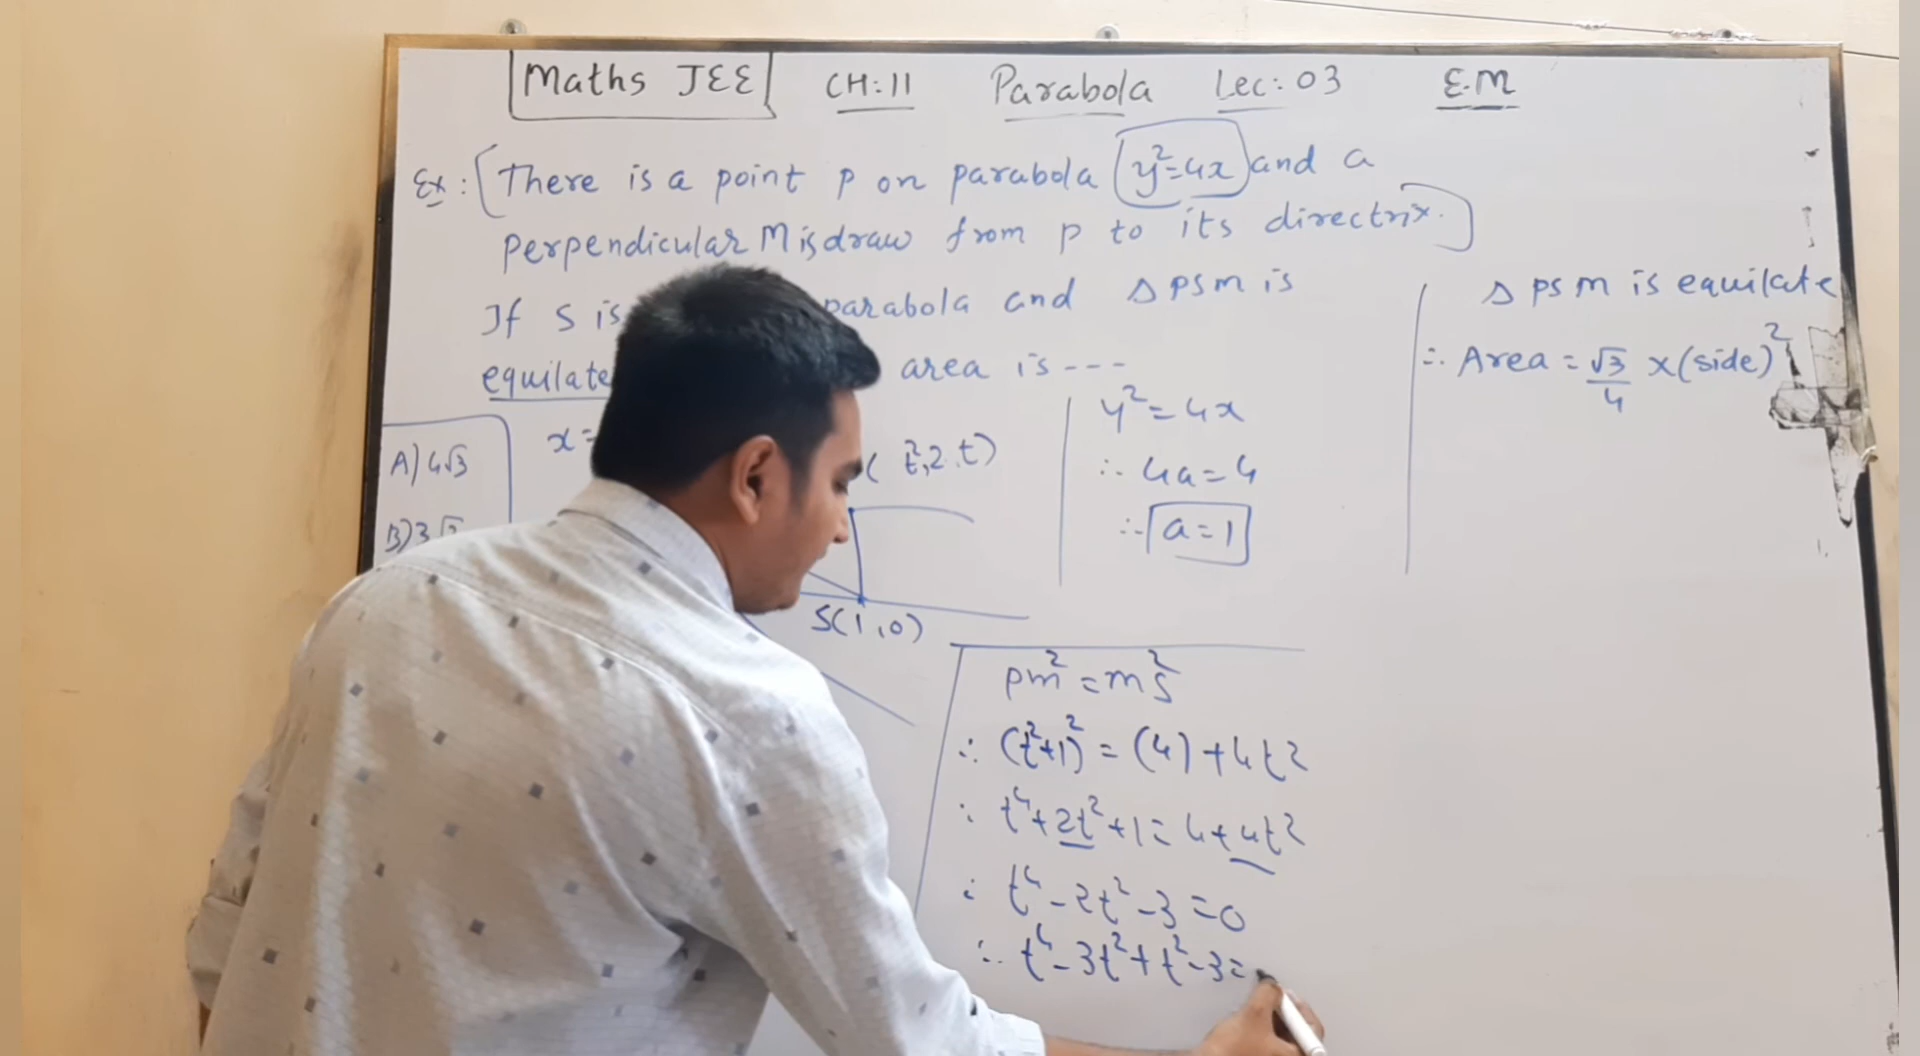 Maths JEE CH:11 Parabola Lec:03 E.M
Ex: (There is a point p on parabola y²=4x and a
perpendicular M is draw from p to its directrix.
If S is parabola and △ PSM is
equilate area is ---
A) 4√3
B) 3√
x=
( t²,2.t)
S(1,0)
y²=4x
∴ 4a=4
∴ a=1
△ PSM is equilate
∴ Area = √3/4 x(side)²
pm²=ms²
∴ (t²+1)² = (4)+4t²
∴ t⁴+2t²+1=4+4t²
∴ t⁴-2t²-3=0
∴ t⁴-3t²+t²-3=